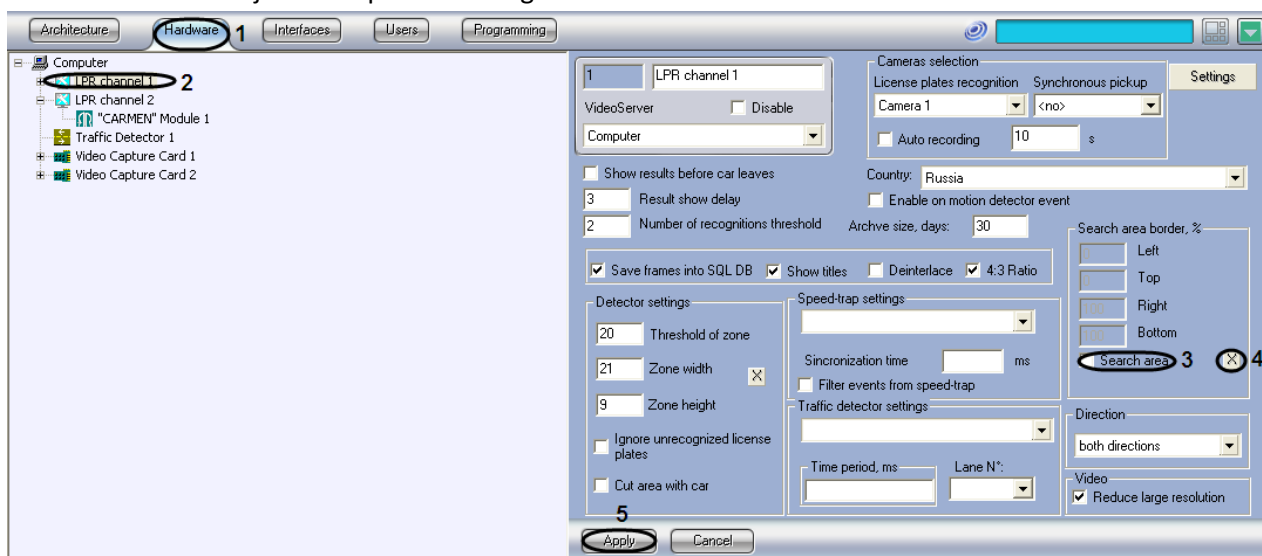 Architecture Hardware 1 Interfaces Users Programming
Computer
LPR channel 1 2
LPR channel 2
"CARMEN" Module 1
Traffic Detector 1
Video Capture Card 1
Video Capture Card 2
1 LPR channel 1
VideoServer Disable
Computer
Cameras selection
License plates recognition Synchronous pickup
Camera 1 <no>
Auto recording 10 s
Settings
Show results before car leaves
Country: Russia
3 Result show delay
Enable on motion detector event
2 Number of recognitions threshold
Archve size, days: 30
Save frames into SQL DB Show titles Deinterlace 4:3 Ratio
Search area border, %
0 Left
0 Top
100 Right
100 Bottom
Search area 3 X 4
Detector settings
20 Threshold of zone
21 Zone width X
9 Zone height
Ignore unrecognized license
plates
Cut area with car
Speed-trap settings
Sincronization time ms
Filter events from speed-trap
Traffic detector settings
Time period, ms Lane N°:
Direction
both directions
Video
Reduce large resolution
5
Apply Cancel